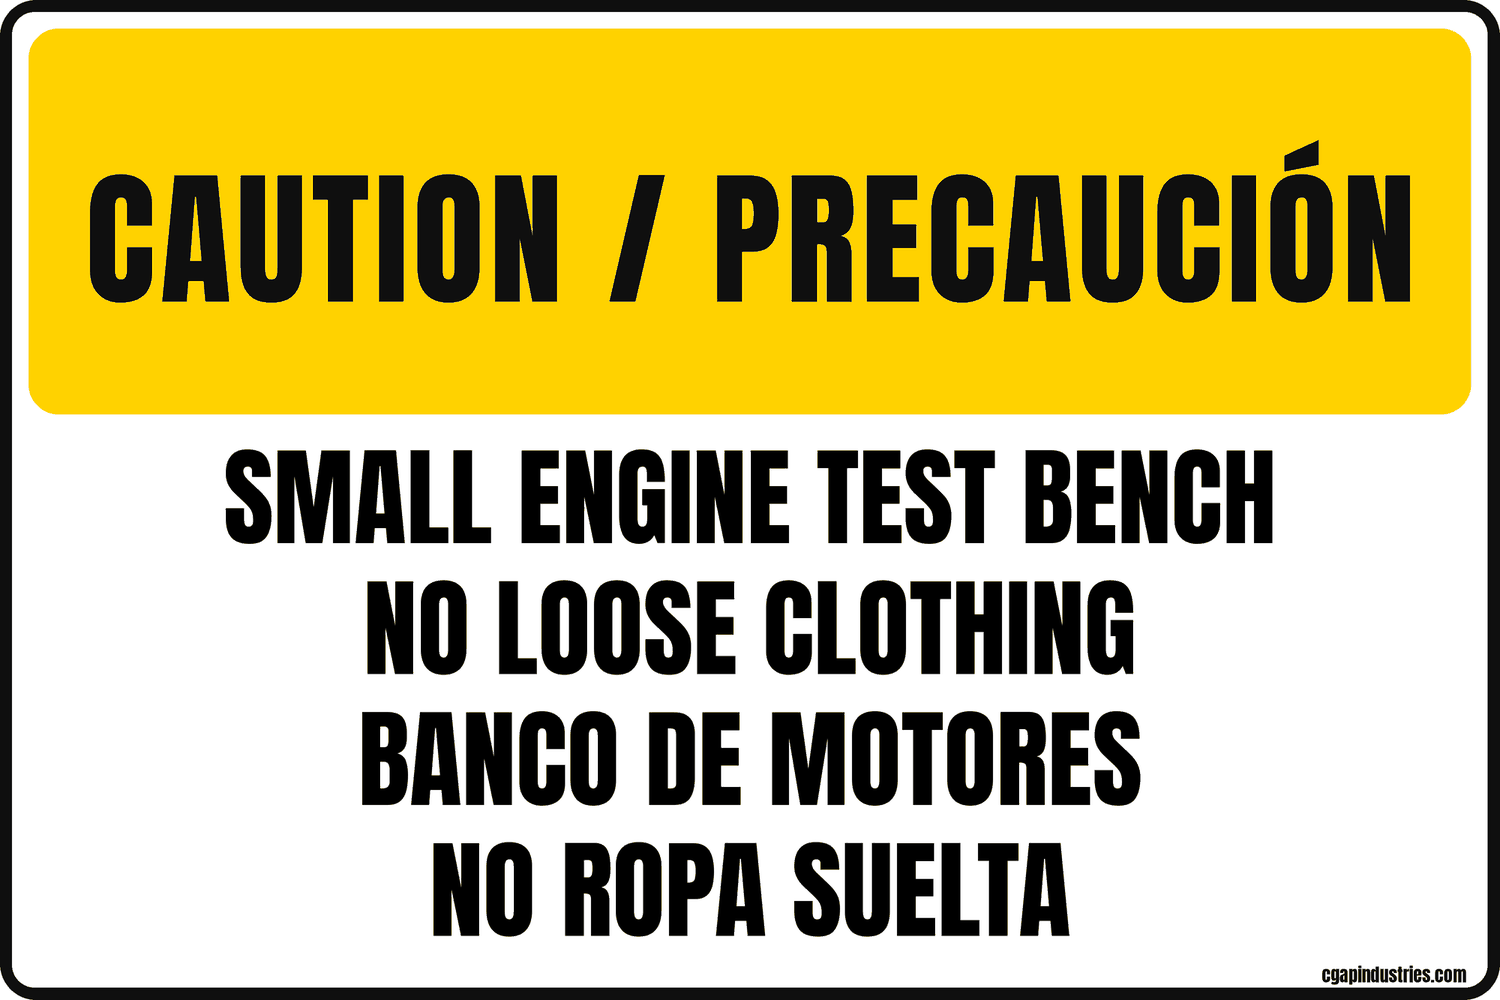 CAUTION / PRECAUCIÓN
SMALL ENGINE TEST BENCH
NO LOOSE CLOTHING
BANCO DE MOTORES
NO ROPA SUELTA
cgapindustries.com